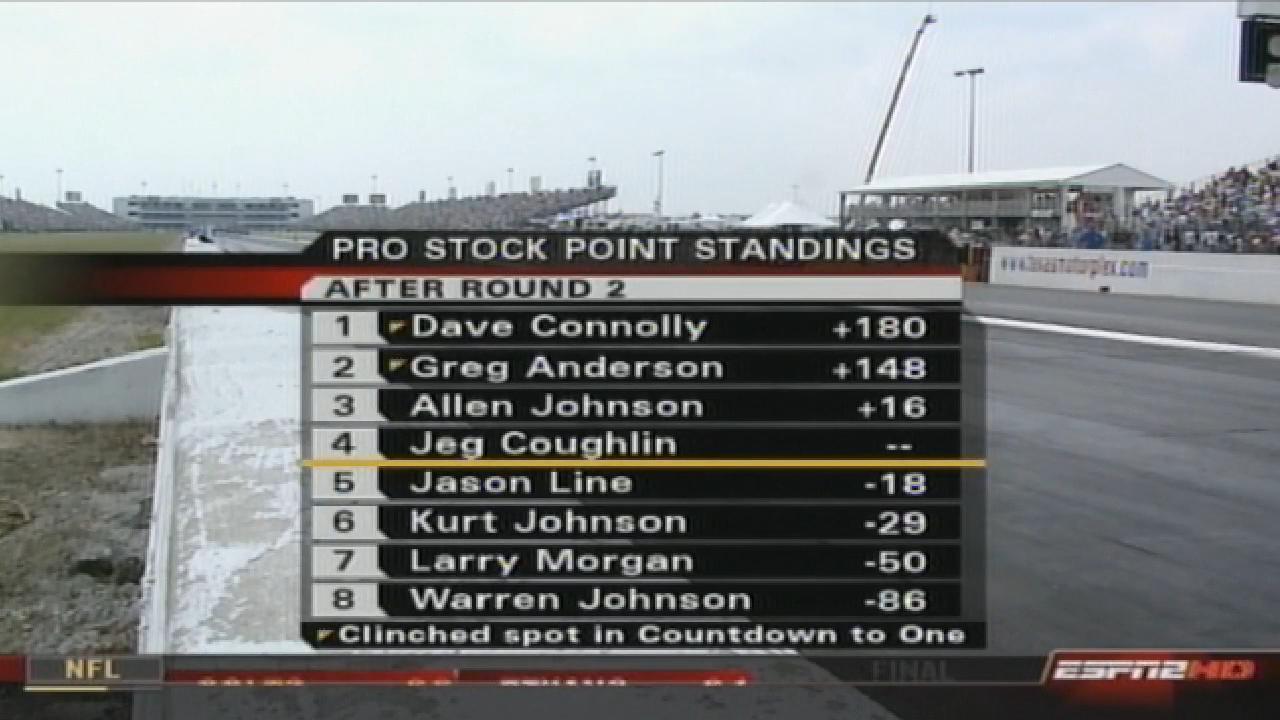 PRO STOCK POINT STANDINGS
AFTER ROUND 2
1 Dave Connolly +180
2 Greg Anderson +148
3 Allen Johnson +16
4 Jeg Coughlin --
5 Jason Line -18
6 Kurt Johnson -29
7 Larry Morgan -50
8 Warren Johnson -86
Clinched spot in Countdown to One
NFL
FINAL
ESPN2HD